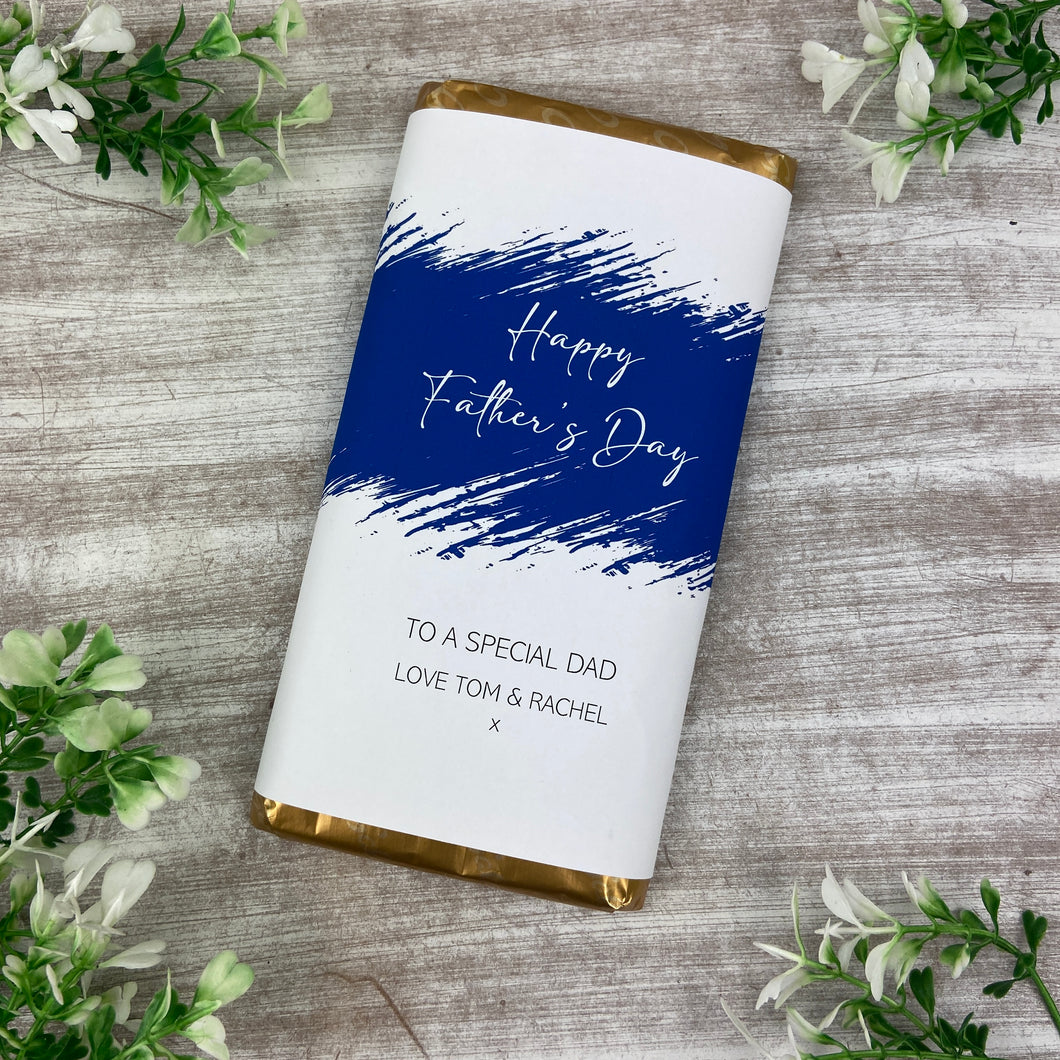 Happy
Father's Day
TO A SPECIAL DAD
LOVE TOM & RACHEL
x